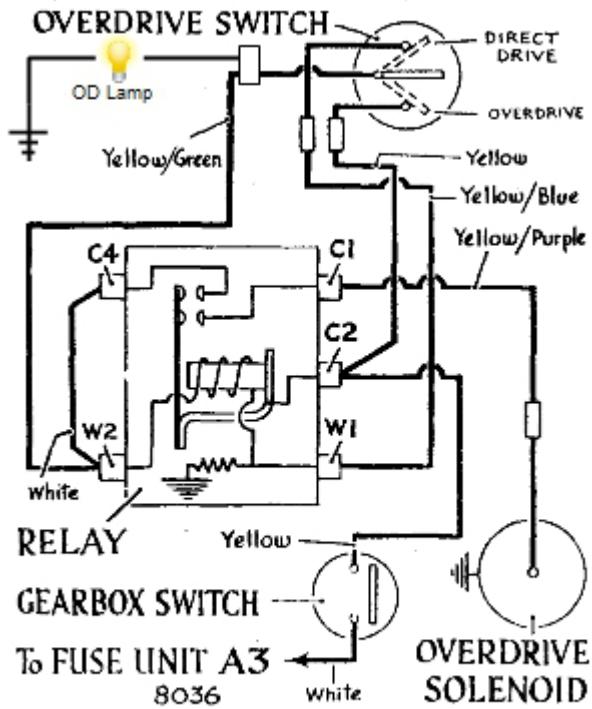 OVERDRIVE SWITCH
DIRECT
DRIVE
OD Lamp
OVERDRIVE
Yellow/Green
Yellow
Yellow/Blue
Yellow/Purple
C4
C1
C2
W2
W1
White
RELAY
Yellow
GEARBOX SWITCH
To FUSE UNIT A3
8036
White
OVERDRIVE
SOLENOID